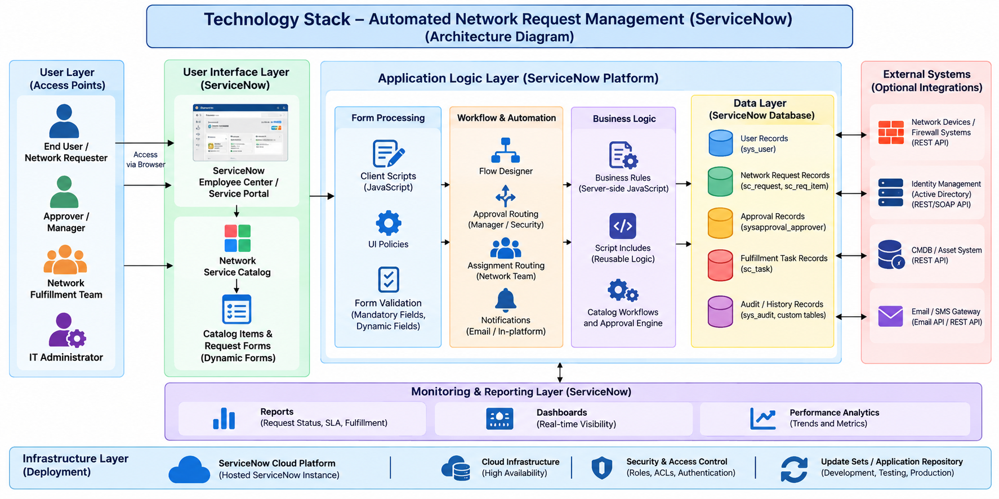 Technology Stack – Automated Network Request Management (ServiceNow)
(Architecture Diagram)
User Layer
(Access Points)
End User /
Network Requester
Approver /
Manager
Network
Fulfillment Team
IT Administrator
Access
via Browser
User Interface Layer
(ServiceNow)
ServiceNow
Employee Center /
Service Portal
Network
Service Catalog
Catalog Items &
Request Forms
(Dynamic Forms)
Application Logic Layer (ServiceNow Platform)
Form Processing
Client Scripts
(JavaScript)
UI Policies
Form Validation
(Mandatory Fields,
Dynamic Fields)
Workflow & Automation
Flow Designer
Approval Routing
(Manager / Security)
Assignment Routing
(Network Team)
Notifications
(Email / In-platform)
Business Logic
Business Rules
(Server-side JavaScript)
</>
Script Includes
(Reusable Logic)
Catalog Workflows
and Approval Engine
Data Layer
(ServiceNow Database)
User Records
(sys_user)
Network Request Records
(sc_request, sc_req_item)
Approval Records
(sysapproval_approver)
Fulfillment Task Records
(sc_task)
Audit / History Records
(sys_audit, custom tables)
External Systems
(Optional Integrations)
Network Devices /
Firewall Systems
(REST API)
Identity Management
(Active Directory)
(REST/SOAP API)
CMDB / Asset System
(REST API)
Email / SMS Gateway
(Email API / REST API)
Monitoring & Reporting Layer (ServiceNow)
Reports
(Request Status, SLA, Fulfillment)
Dashboards
(Real-time Visibility)
Performance Analytics
(Trends and Metrics)
Infrastructure Layer
(Deployment)
ServiceNow Cloud Platform
(Hosted ServiceNow Instance)
Cloud Infrastructure
(High Availability)
Security & Access Control
(Roles, ACLs, Authentication)
Update Sets / Application Repository
(Development, Testing, Production)